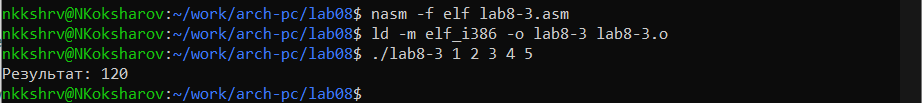 nkkshrv@NKoksharov:~/work/arch-pc/lab08$ nasm -f elf lab8-3.asm
nkkshrv@NKoksharov:~/work/arch-pc/lab08$ ld -m elf_i386 -o lab8-3 lab8-3.o
nkkshrv@NKoksharov:~/work/arch-pc/lab08$ ./lab8-3 1 2 3 4 5
Результат: 120
nkkshrv@NKoksharov:~/work/arch-pc/lab08$